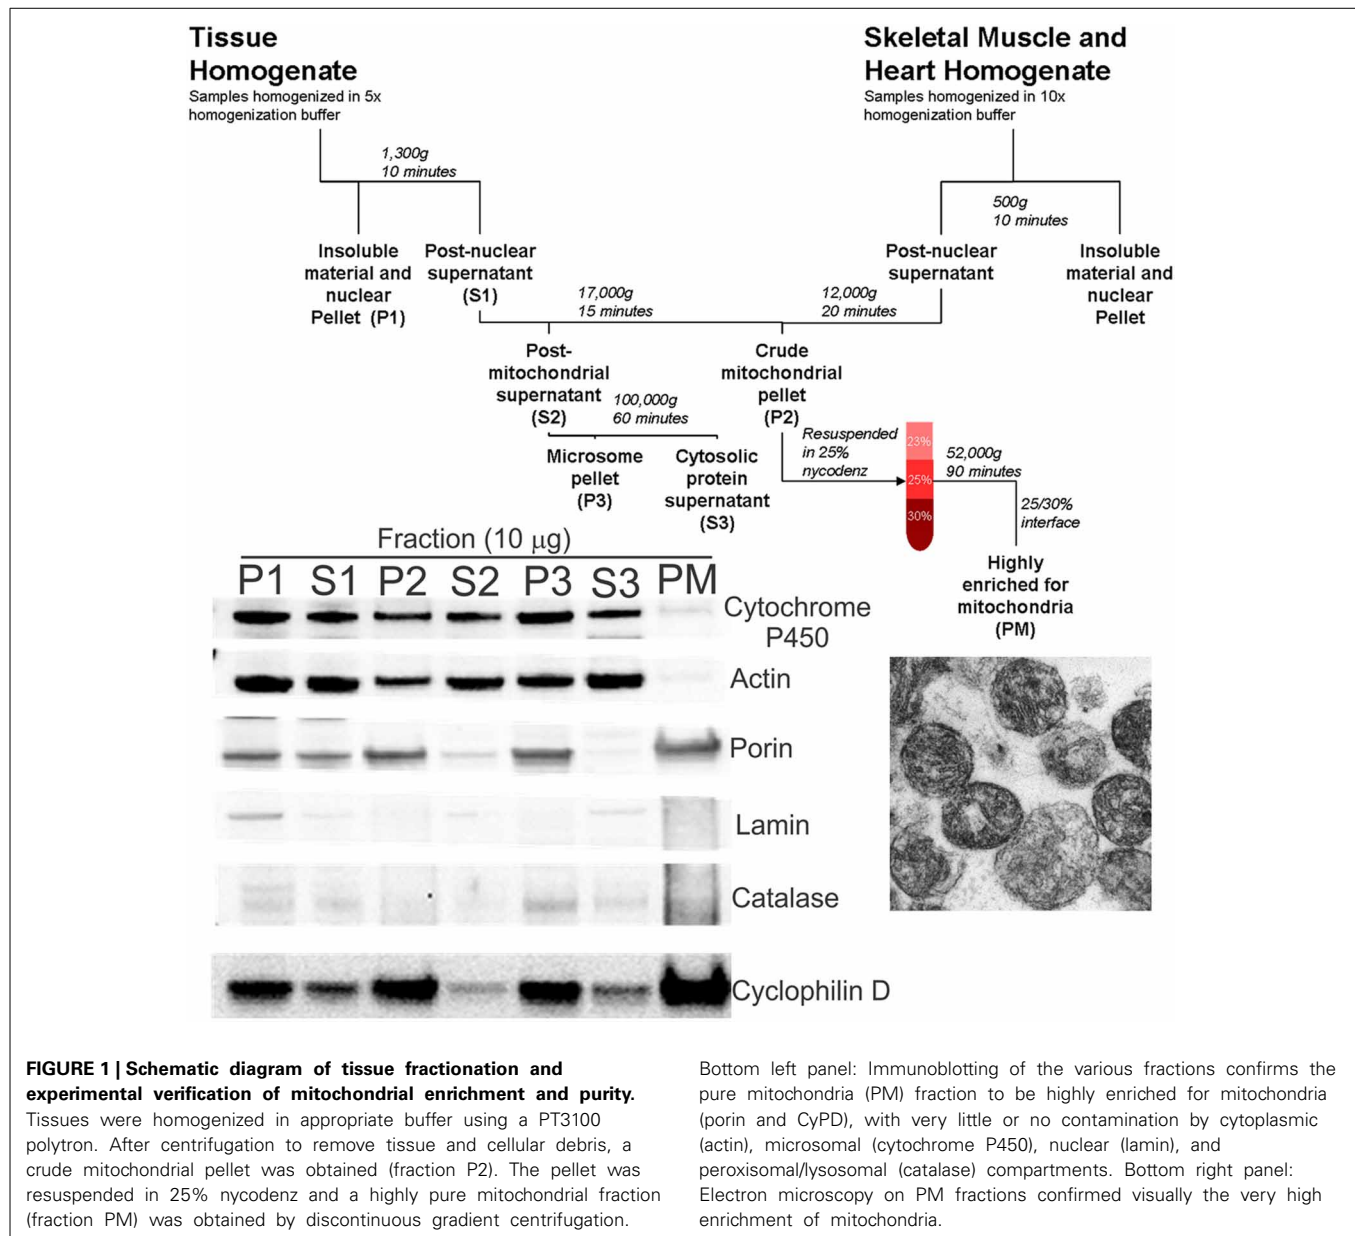 Tissue
Homogenate
Samples homogenized in 5x
homogenization buffer
Skeletal Muscle and
Heart Homogenate
Samples homogenized in 10x
homogenization buffer
1,300g
10 minutes
500g
10 minutes
Insoluble
material and
nuclear
Pellet (P1)
Post-nuclear
supernatant
(S1)
Post-nuclear
supernatant
Insoluble
material and
nuclear
Pellet
17,000g
15 minutes
12,000g
20 minutes
Post-
mitochondrial
supernatant
(S2)
Crude
mitochondrial
pellet
(P2)
100,000g
60 minutes
Microsome
pellet
(P3)
Cytosolic
protein
supernatant
(S3)
Resuspended
in 25%
nycodenz
23%
25%
30%
52,000g
90 minutes
25/30%
interface
Highly
enriched for
mitochondria
(PM)
Fraction (10 µg)
P1 S1 P2 S2 P3 S3 PM
Cytochrome
P450
Actin
Porin
Lamin
Catalase
Cyclophilin D
FIGURE 1 | Schematic diagram of tissue fractionation and
experimental verification of mitochondrial enrichment and purity.
Tissues were homogenized in appropriate buffer using a PT3100
polytron. After centrifugation to remove tissue and cellular debris, a
crude mitochondrial pellet was obtained (fraction P2). The pellet was
resuspended in 25% nycodenz and a highly pure mitochondrial fraction
(fraction PM) was obtained by discontinuous gradient centrifugation.
Bottom left panel: Immunoblotting of the various fractions confirms the
pure mitochondria (PM) fraction to be highly enriched for mitochondria
(porin and CyPD), with very little or no contamination by cytoplasmic
(actin), microsomal (cytochrome P450), nuclear (lamin), and
peroxisomal/lysosomal (catalase) compartments. Bottom right panel:
Electron microscopy on PM fractions confirmed visually the very high
enrichment of mitochondria.